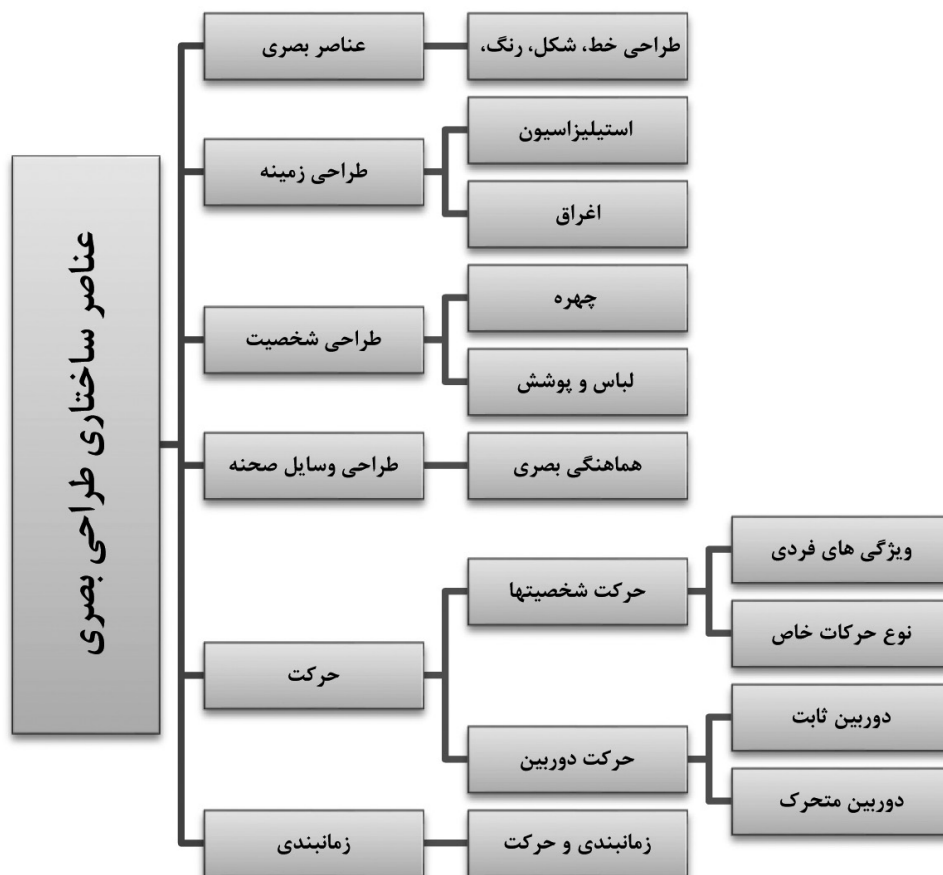 عناصر ساختاری طراحی بصری
عناصر بصری
طراحی خط، شکل، رنگ،
طراحی زمینه
استیلیزاسیون
اغراق
طراحی شخصیت
چهره
لباس و پوشش
طراحی وسایل صحنه
هماهنگی بصری
حرکت
حرکت شخصیتها
ویژگی های فردی
نوع حرکات خاص
حرکت دوربین
دوربین ثابت
دوربین متحرک
زمانبندی
زمانبندی و حرکت